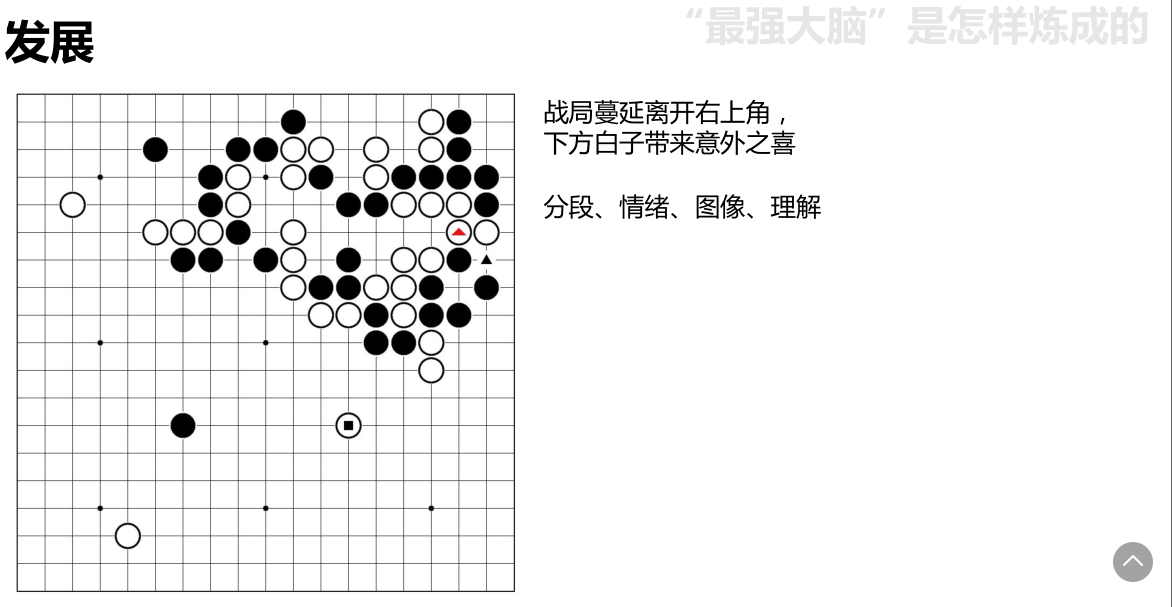 “最强大脑”是怎样炼成的
发展
战局蔓延离开右上角，
下方白子带来意外之喜
分段、情绪、图像、理解